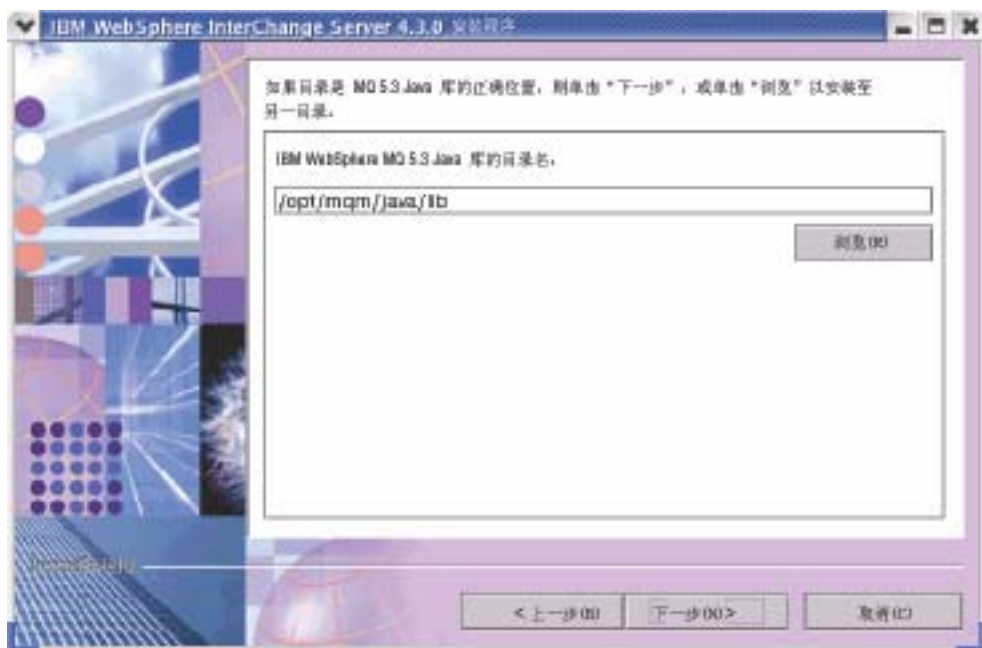 IBM WebSphere InterChange Server 4.3.0 安装程序
如果目录是 MQ 5.3 Java 库的正确位置，则单击“下一步”，或单击“浏览”以安装至
另一目录。
IBM WebSphere MQ 5.3 Java 库的目录名：
/opt/mqm/java/lib
浏览(R)
InstallShield
<上一步(B)
下一步(N)>
取消(C)